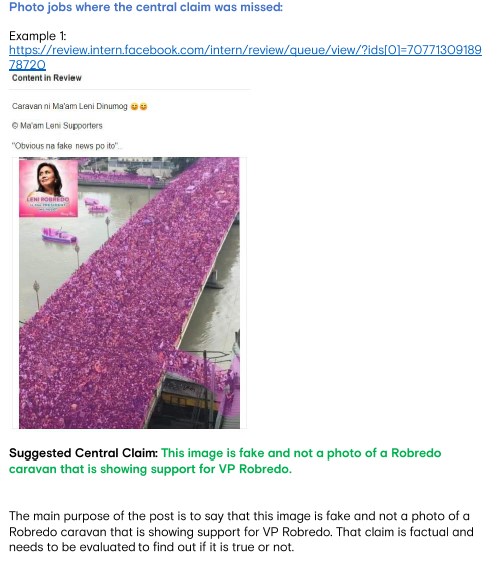 Photo jobs where the central claim was missed:
Example 1:
https://review.intern.facebook.com/intern/review/queue/view/?ids[0]=70771309189
78720
Content in Review
Caravan ni Ma'am Leni Dinumog 😆😆
© Ma'am Leni Supporters
"Obvious na fake news po ito"..
LENI ROBREDO
Suggested Central Claim: This image is fake and not a photo of a Robredo
caravan that is showing support for VP Robredo.
The main purpose of the post is to say that this image is fake and not a photo of a
Robredo caravan that is showing support for VP Robredo. That claim is factual and
needs to be evaluated to find out if it is true or not.